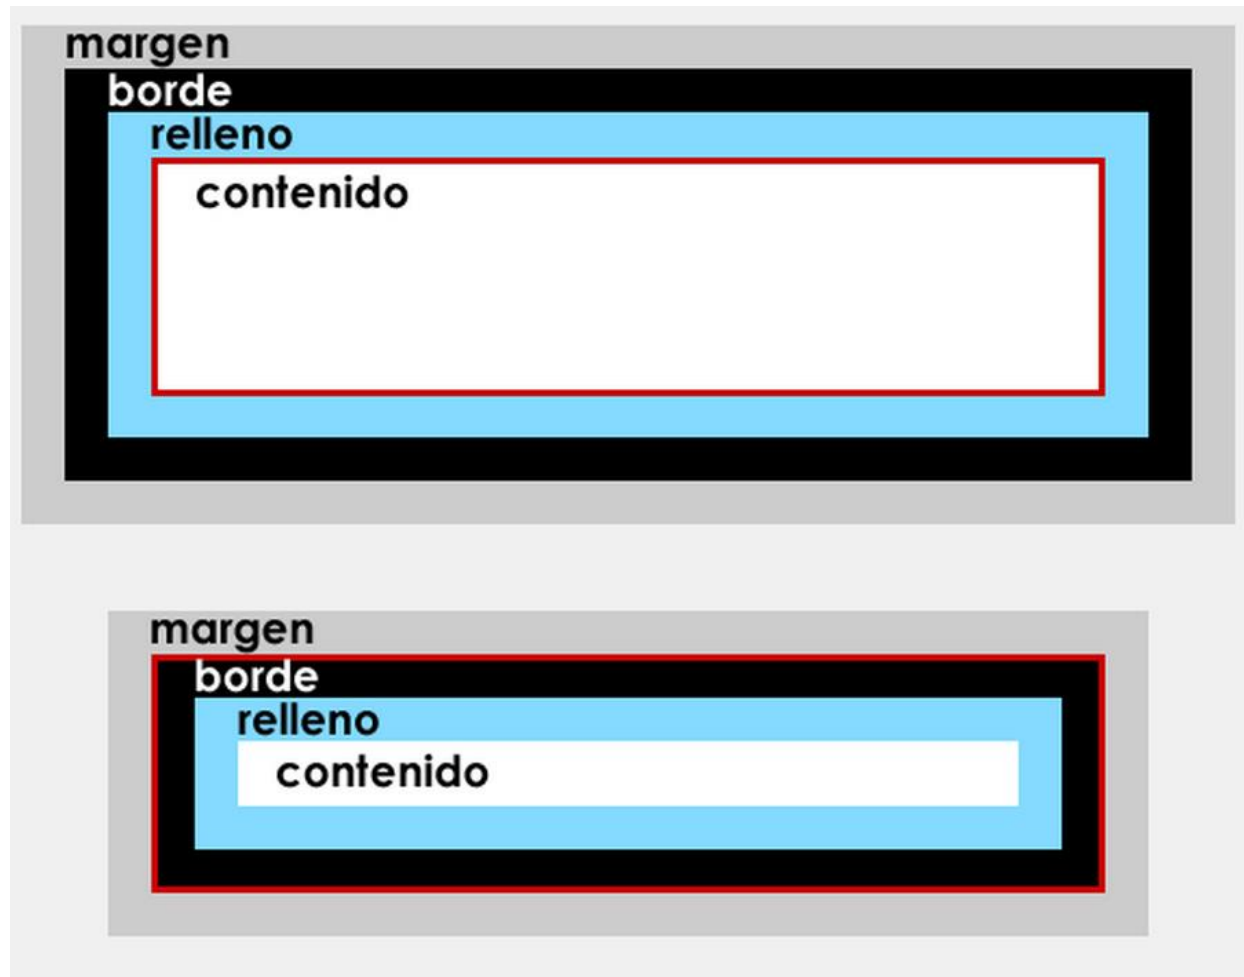 margen
borde
relleno
contenido
margen
borde
relleno
contenido